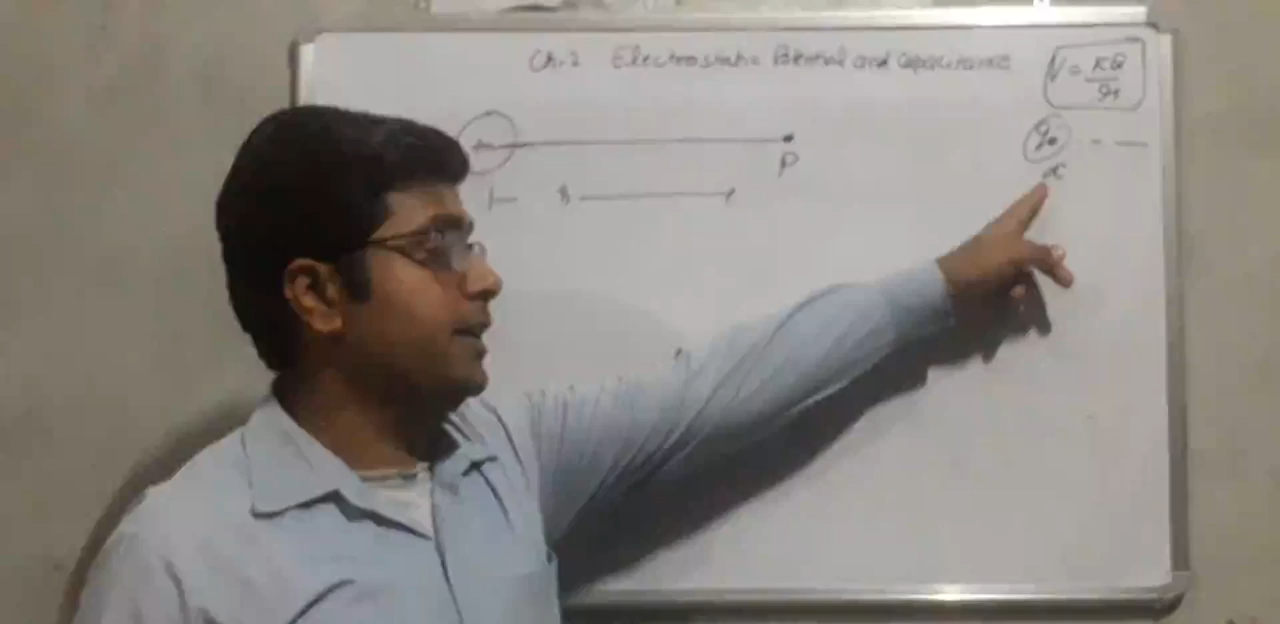 Ch. 2 Electrostatic Potential and Capacitance
V = KQ
r
q₀ - -
x
P